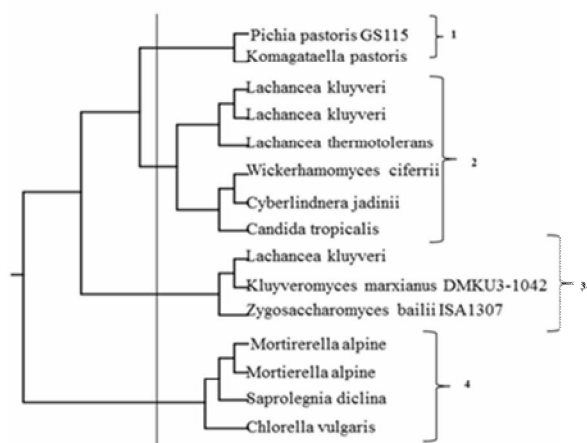 Pichia pastoris GS115
Komagataella pastoris
1
Lachancea kluyveri
Lachancea kluyveri
Lachancea thermotolerans
Wickerhamomyces ciferrii
2
Cyberlindnera jadinii
Candida tropicalis
Lachancea kluyveri
Kluyveromyces marxianus DMKU3-1042
3
Zygosaccharomyces bailii ISA1307
Mortirerella alpine
Mortierella alpine
4
Saprolegnia diclina
Chlorella vulgaris